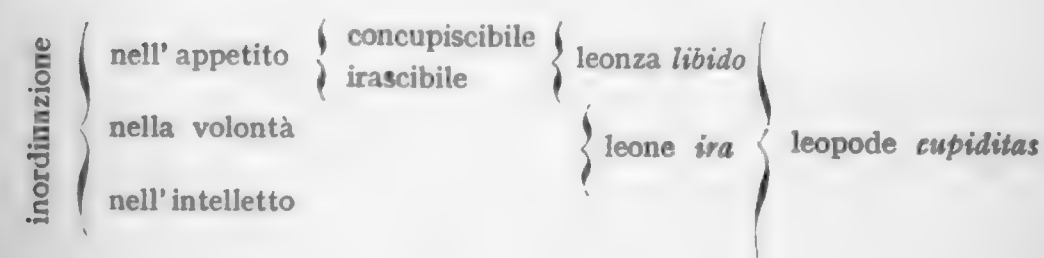 inordinazione
nell' appetito concupiscibile leonza libido
irascibile
nella volontà leone ira leopode cupiditas
nell' intelletto